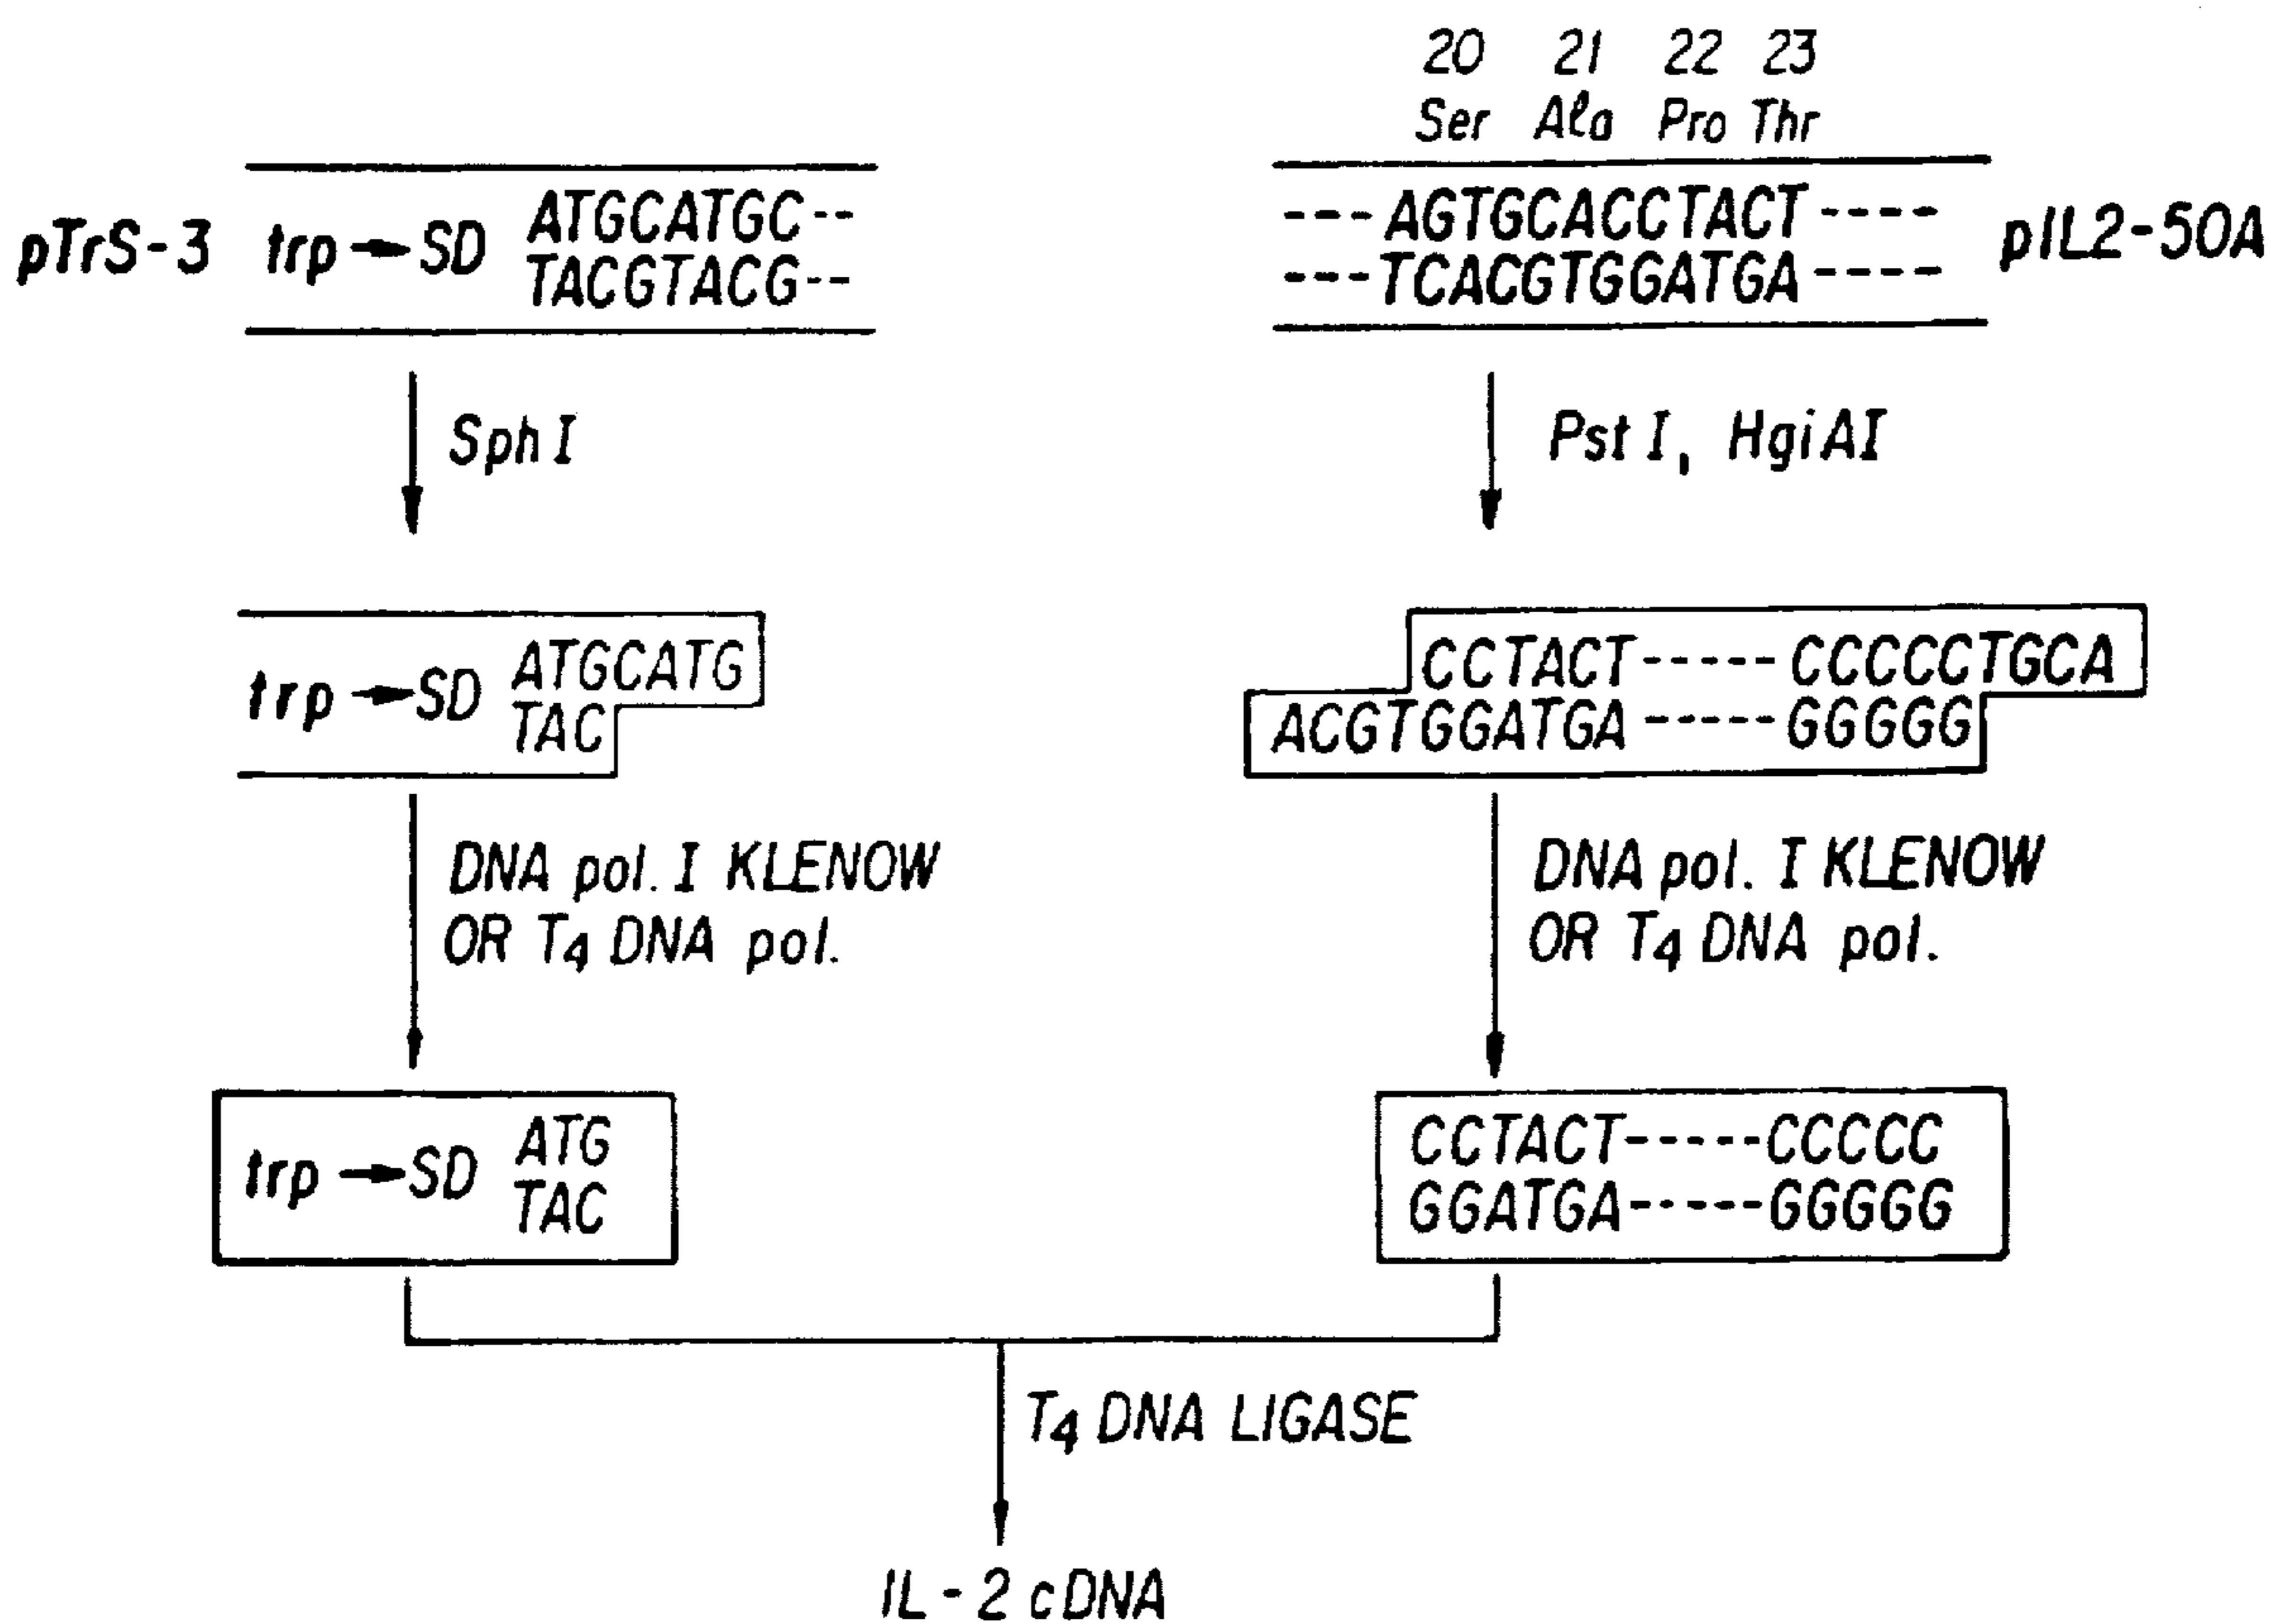 20 21 22 23
Ser Ala Pro Thr
pTrS-3 trp → SD
ATGCATGC--
TACGTACG--
---AGTGCACCTACT----
---TCACGTGGATGA----
pIL2-50A
Sph I
Pst I, HgiAI
trp → SD
ATGCATG
TAC
CCTACT-----CCCCCTGCA
ACGTGGATGA-----GGGGG
DNA pol. I KLENOW
OR T4 DNA pol.
DNA pol. I KLENOW
OR T4 DNA pol.
trp → SD
ATG
TAC
CCTACT-----CCCCC
GGATGA-----GGGGG
T4 DNA LIGASE
IL-2 cDNA